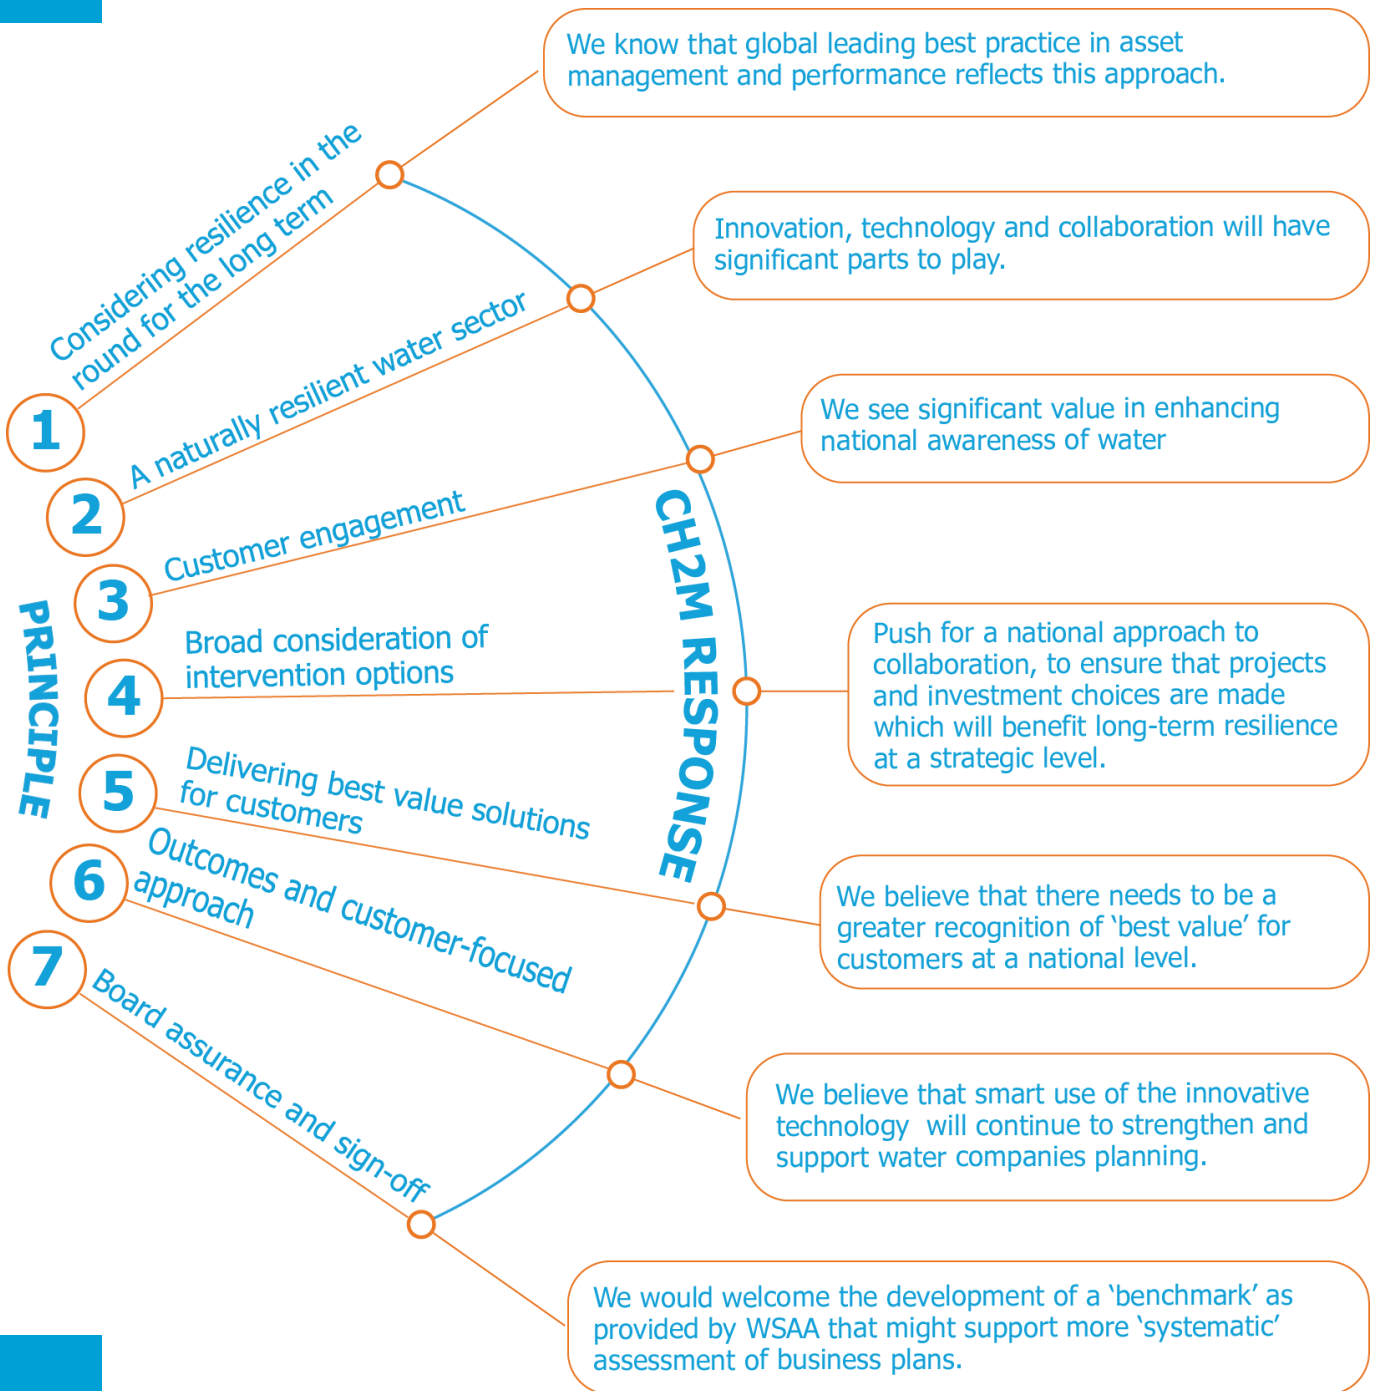 We know that global leading best practice in asset
management and performance reflects this approach.
Considering resilience in the
round for the long term
1
Innovation, technology and collaboration will have
significant parts to play.
A naturally resilient water sector
2
We see significant value in enhancing
national awareness of water
Customer engagement
3
PRINCIPLE
CH2M RESPONSE
Push for a national approach to
collaboration, to ensure that projects
and investment choices are made
which will benefit long-term resilience
at a strategic level.
Broad consideration of
intervention options
4
Delivering best value solutions
for customers
5
We believe that there needs to be a
greater recognition of ‘best value’ for
customers at a national level.
Outcomes and customer-focused
approach
6
We believe that smart use of the innovative
technology  will continue to strengthen and
support water companies planning.
7
Board assurance and sign-off
We would welcome the development of a ‘benchmark’ as
provided by WSAA that might support more ‘systematic’
assessment of business plans.